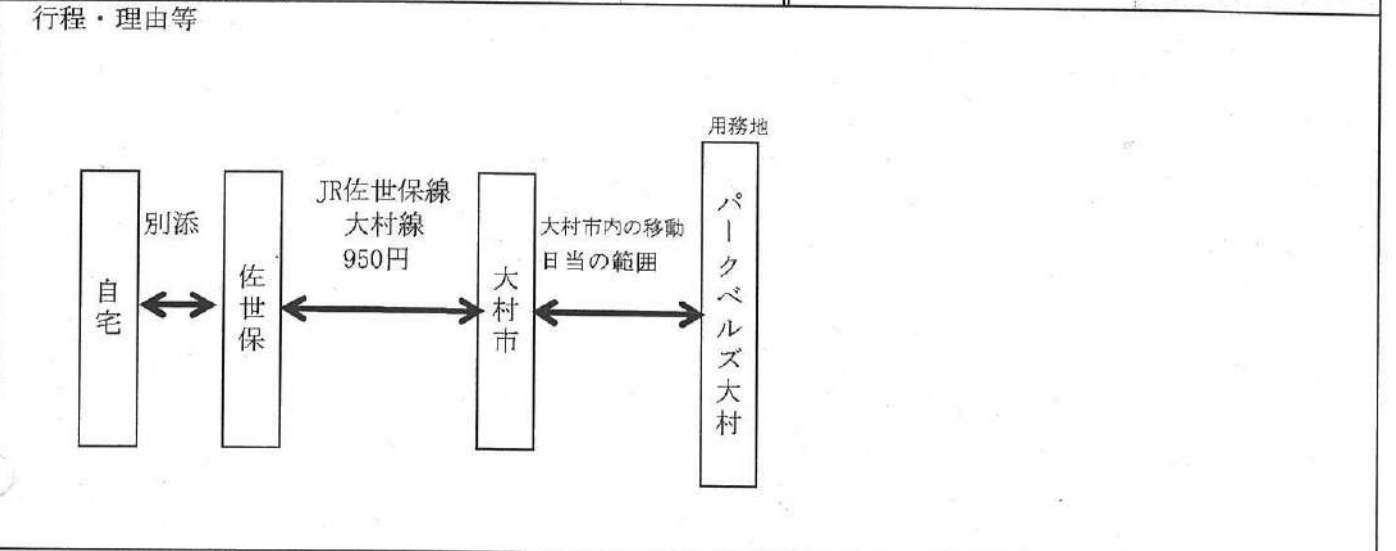 行程・理由等
用務地
自宅
別添
佐世保
JR佐世保線
大村線
950円
大村市
大村市内の移動
日当の範囲
パークベルズ大村